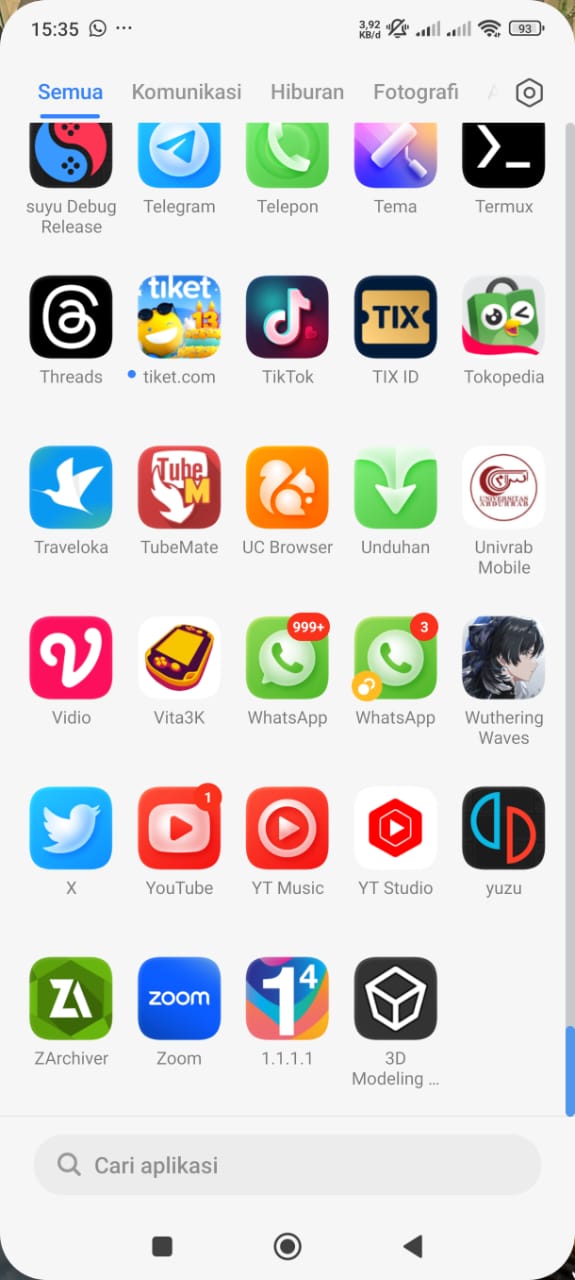 15:35
3,92
KB/d
93
Semua Komunikasi Hiburan Fotografi A
suyu Debug
Release
Telegram
Telepon
Tema
Termux
tiket
13
TIX
Threads
tiket.com
TikTok
TIX ID
Tokopedia
Tube
M
UNIVERSITAS
ABDURRAB
Traveloka
TubeMate
UC Browser
Unduhan
Univrab
Mobile
999+
3
Vidio
Vita3K
WhatsApp
WhatsApp
Wuthering
Waves
1
X
YouTube
YT Music
YT Studio
yuzu
ZA
zoom
14
ZArchiver
Zoom
1.1.1.1
3D
Modeling ...
Cari aplikasi